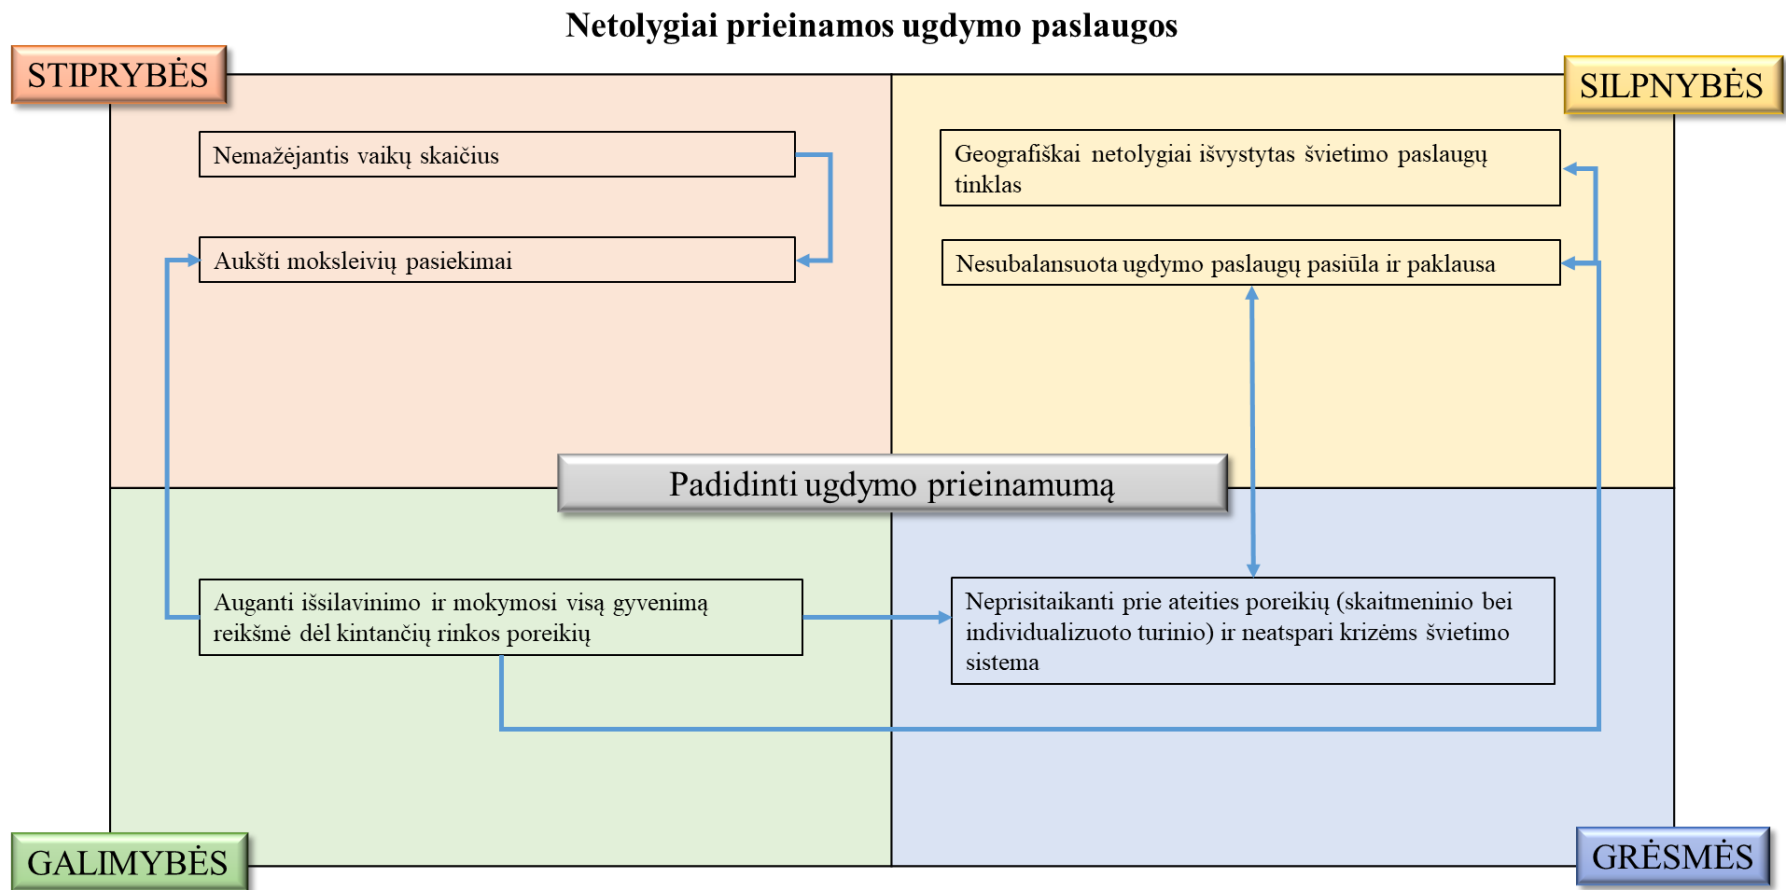 Netolygiai prieinamos ugdymo paslaugos
STIPRYBĖS
SILPNYBĖS
Nemažėjantis vaikų skaičius
Aukšti moksleivių pasiekimai
Geografiškai netolygiai išvystytas švietimo paslaugų
tinklas
Nesubalansuota ugdymo paslaugų pasiūla ir paklausa
Padidinti ugdymo prieinamumą
Auganti išsilavinimo ir mokymosi visą gyvenimą
reikšmė dėl kintančių rinkos poreikių
Neprisitaikanti prie ateities poreikių (skaitmeninio bei
individualizuoto turinio) ir neatspari krizėms švietimo
sistema
GALIMYBĖS
GRĖSMĖS